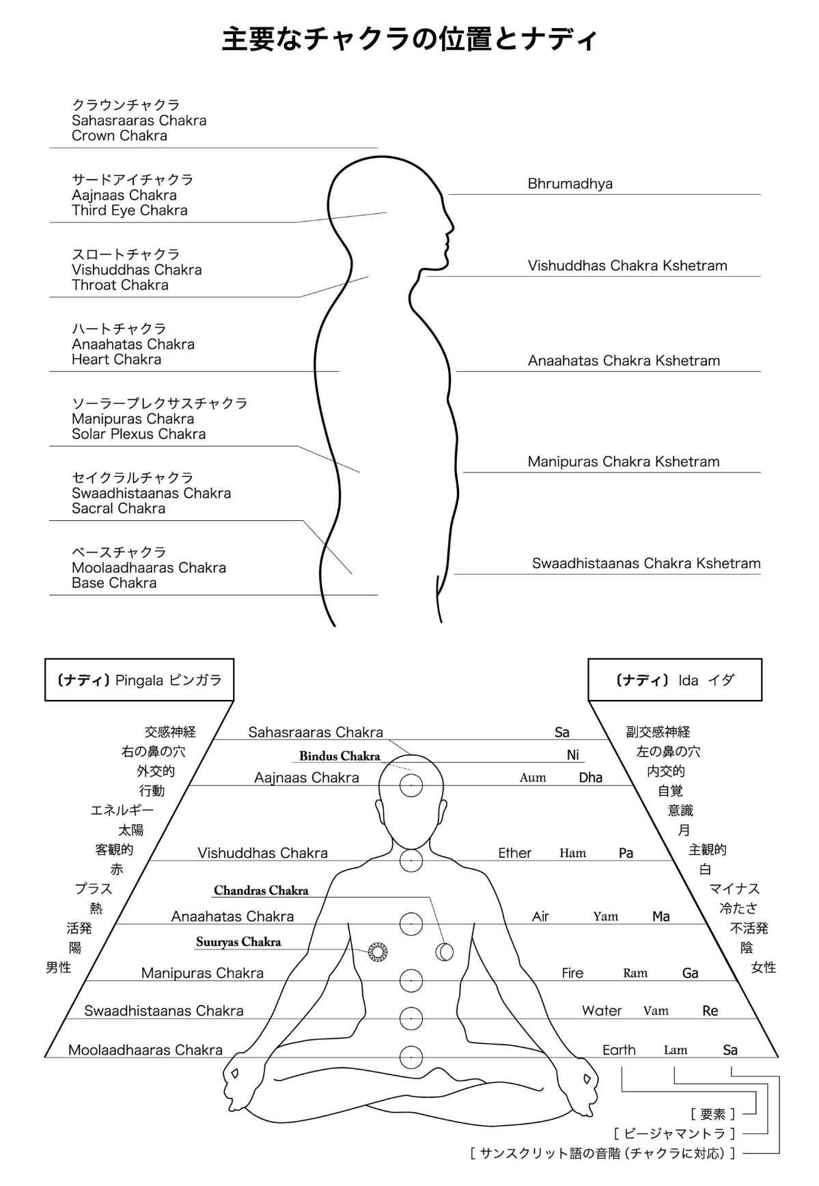 主要なチャクラの位置とナディ
クラウンチャクラ
Sahasraaras Chakra
Crown Chakra
サードアイチャクラ
Aajnaas Chakra
Third Eye Chakra
スロートチャクラ
Vishuddhas Chakra
Throat Chakra
ハートチャクラ
Anaahatas Chakra
Heart Chakra
ソーラープレクサスチャクラ
Manipuras Chakra
Solar Plexus Chakra
セイクラルチャクラ
Swaadhistaanas Chakra
Sacral Chakra
ベースチャクラ
Moolaadhaaras Chakra
Base Chakra
Bhrumadhya
Vishuddhas Chakra Kshetram
Anaahatas Chakra Kshetram
Manipuras Chakra Kshetram
Swaadhistaanas Chakra Kshetram
(ナディ) Pingala ピンガラ
交感神経
右の鼻の穴
外交的
行動
エネルギー
太陽
客観的
赤
プラス
熱
活発
陽
男性
(ナディ) Ida イダ
副交感神経
左の鼻の穴
内交的
自覚
意識
月
主観的
白
マイナス
冷たさ
不活発
陰
女性
Sahasraaras Chakra Sa
Bindus Chakra Ni
Aajnaas Chakra Aum Dha
Vishuddhas Chakra Ether Ham Pa
Chandras Chakra
Anaahatas Chakra Air Yam Ma
Suuryas Chakra
Manipuras Chakra Fire Ram Ga
Swaadhistaanas Chakra Water Vam Re
Moolaadhaaras Chakra Earth Lam Sa
[ 要素 ]
[ ビージャマントラ ]
[ サンスクリット語の音階 (チャクラに対応) ]